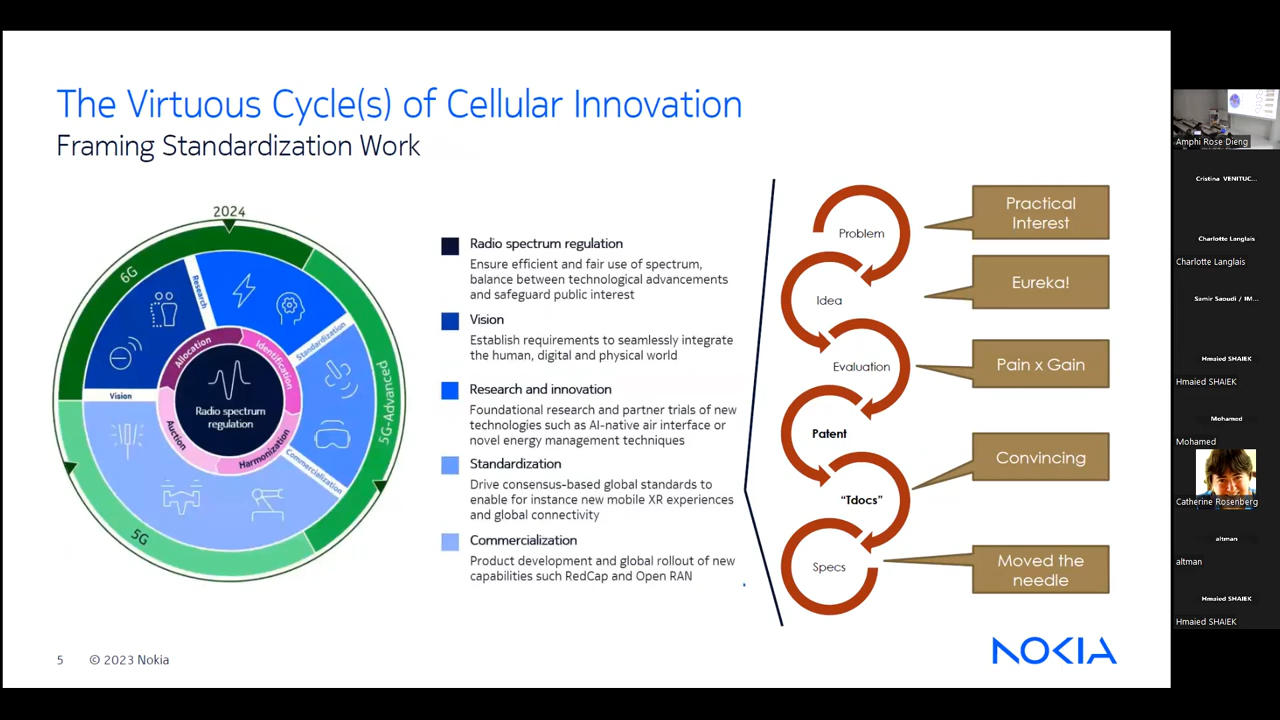 The Virtuous Cycle(s) of Cellular Innovation
Framing Standardization Work
2024
6G
5G-Advanced
5G
Research
Standardization
Commercialization
Vision
Allocation
Identification
Harmonization
Auction
Radio spectrum
regulation
Radio spectrum regulation
Ensure efficient and fair use of spectrum,
balance between technological advancements
and safeguard public interest
Vision
Establish requirements to seamlessly integrate
the human, digital and physical world
Research and innovation
Foundational research and partner trials of new
technologies such as AI-native air interface or
novel energy management techniques
Standardization
Drive consensus-based global standards to
enable for instance new mobile XR experiences
and global connectivity
Commercialization
Product development and global rollout of new
capabilities such RedCap and Open RAN
Problem
Idea
Evaluation
Patent
“Tdocs”
Specs
Practical
Interest
Eureka!
Pain x Gain
Convincing
Moved the
needle
5 © 2023 Nokia
NOKIA
Amphi Rose Dieng
Cristina VENITUC...
Charlotte Langlais
Charlotte Langlais
Samir Saoudi / IM...
Hmaied SHAIEK
Hmaied SHAIEK
Mohamed
Mohamed
Catherine Rosenberg
altman
altman
Hmaied SHAIEK
Hmaied SHAIEK